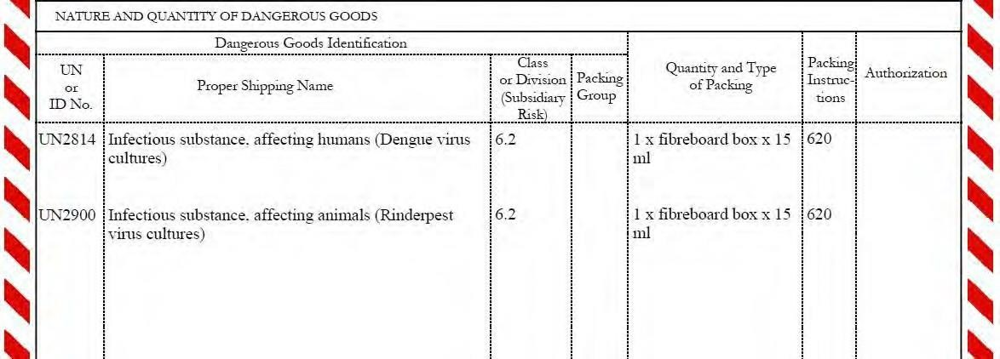 NATURE AND QUANTITY OF DANGEROUS GOODS
Dangerous Goods Identification
UN
or
ID No.
Proper Shipping Name
Class
or Division
(Subsidiary
Risk)
Packing
Group
Quantity and Type
of Packing
Packing
Instruc-
tions
Authorization
UN2814 Infectious substance, affecting humans (Dengue virus 6.2 1 x fibreboard box x 15 620
cultures) ml
UN2900 Infectious substance, affecting animals (Rinderpest 6.2 1 x fibreboard box x 15 620
virus cultures) ml